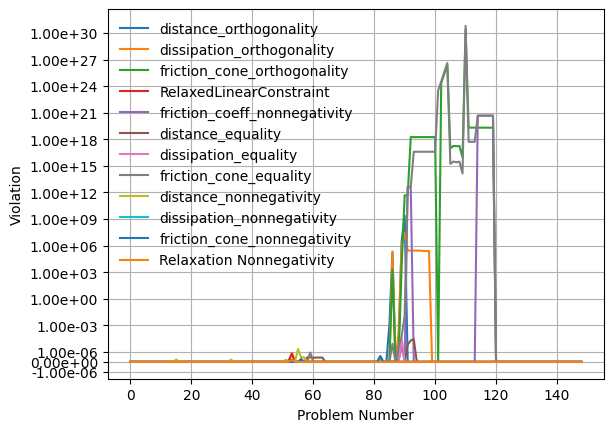 1.00e+30
1.00e+27
1.00e+24
1.00e+21
1.00e+18
1.00e+15
1.00e+12
1.00e+09
1.00e+06
1.00e+03
1.00e+00
1.00e-03
1.00e-06
0.00e+00
-1.00e-06
Violation
distance_orthogonality
dissipation_orthogonality
friction_cone_orthogonality
RelaxedLinearConstraint
friction_coeff_nonnegativity
distance_equality
dissipation_equality
friction_cone_equality
distance_nonnegativity
dissipation_nonnegativity
friction_cone_nonnegativity
Relaxation Nonnegativity
0 20 40 60 80 100 120 140
Problem Number